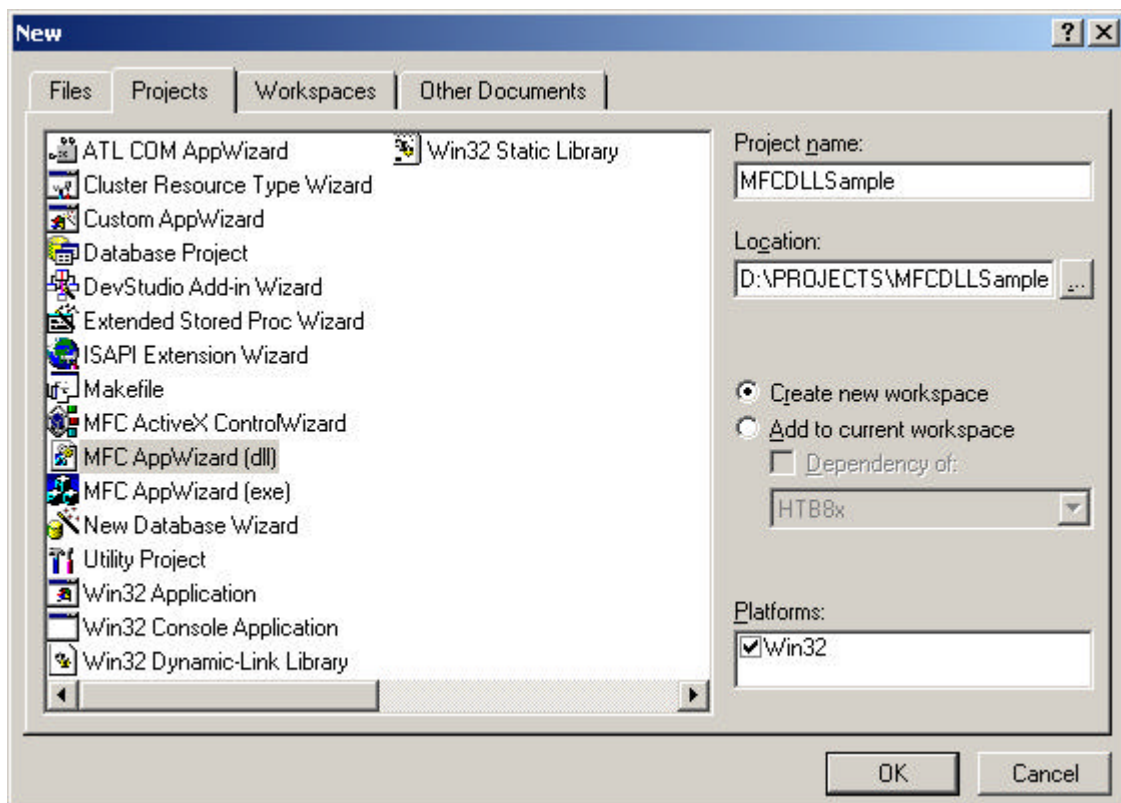 New
Files Projects Workspaces Other Documents
ATL COM AppWizard
Cluster Resource Type Wizard
Custom AppWizard
Database Project
DevStudio Add-in Wizard
Extended Stored Proc Wizard
ISAPI Extension Wizard
Makefile
MFC ActiveX ControlWizard
MFC AppWizard (dll)
MFC AppWizard (exe)
New Database Wizard
Utility Project
Win32 Application
Win32 Console Application
Win32 Dynamic-Link Library
Win32 Static Library
Project name:
MFCDLLSample
Location:
D:\PROJECTS\MFCDLLSample
...
Create new workspace
Add to current workspace
Dependency of:
HTB8x
Platforms:
Win32
OK Cancel